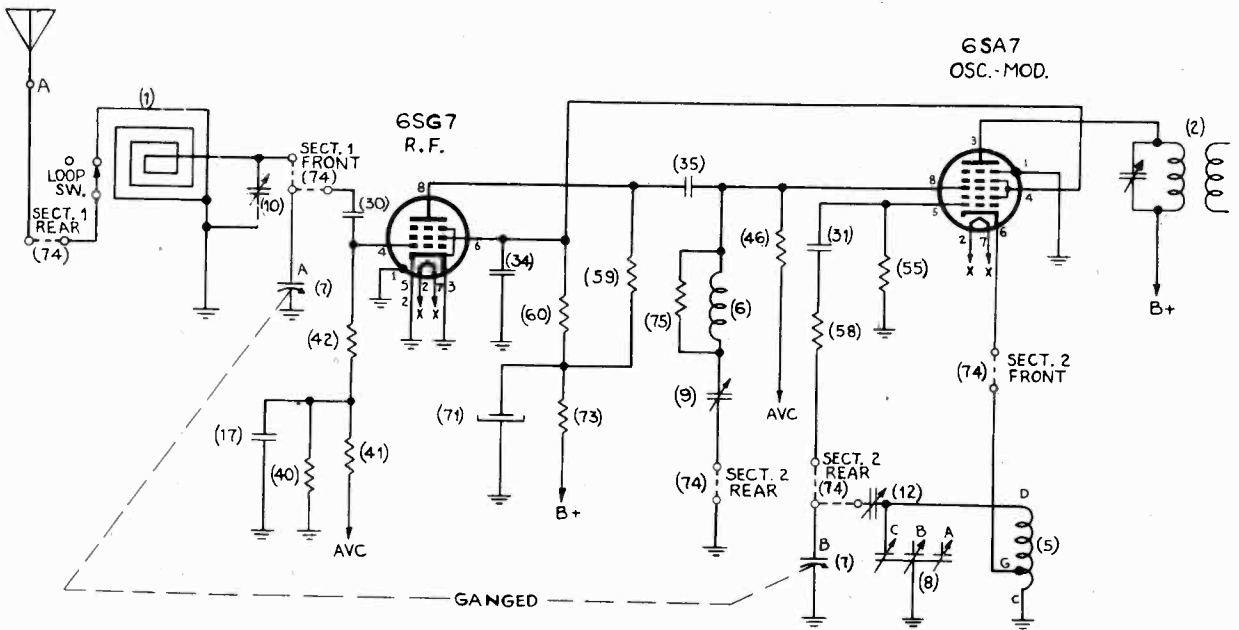 6SA7
OSC.-MOD.
A
(1)
6SG7
R.F.
SECT. 1
FRONT
(74)
LOOP
SW.
SECT. 1
REAR
(74)
(10)
(30)
8
4
6
1
5
2
2
7
3
X X
A
(7)
(34)
(35)
(59)
(60)
(42)
(71)
(73)
(17)
(40)
(41)
AVC
B+
(75)
(6)
(9)
(74)
SECT. 2
REAR
(46)
AVC
3
1
8
4
5
2
7
6
X X
(31)
(55)
(58)
(2)
B+
(74)
SECT. 2
FRONT
SECT. 2
REAR
(74)
(12)
B
(7)
C
B
A
(8)
D
(5)
G
C
GANGED